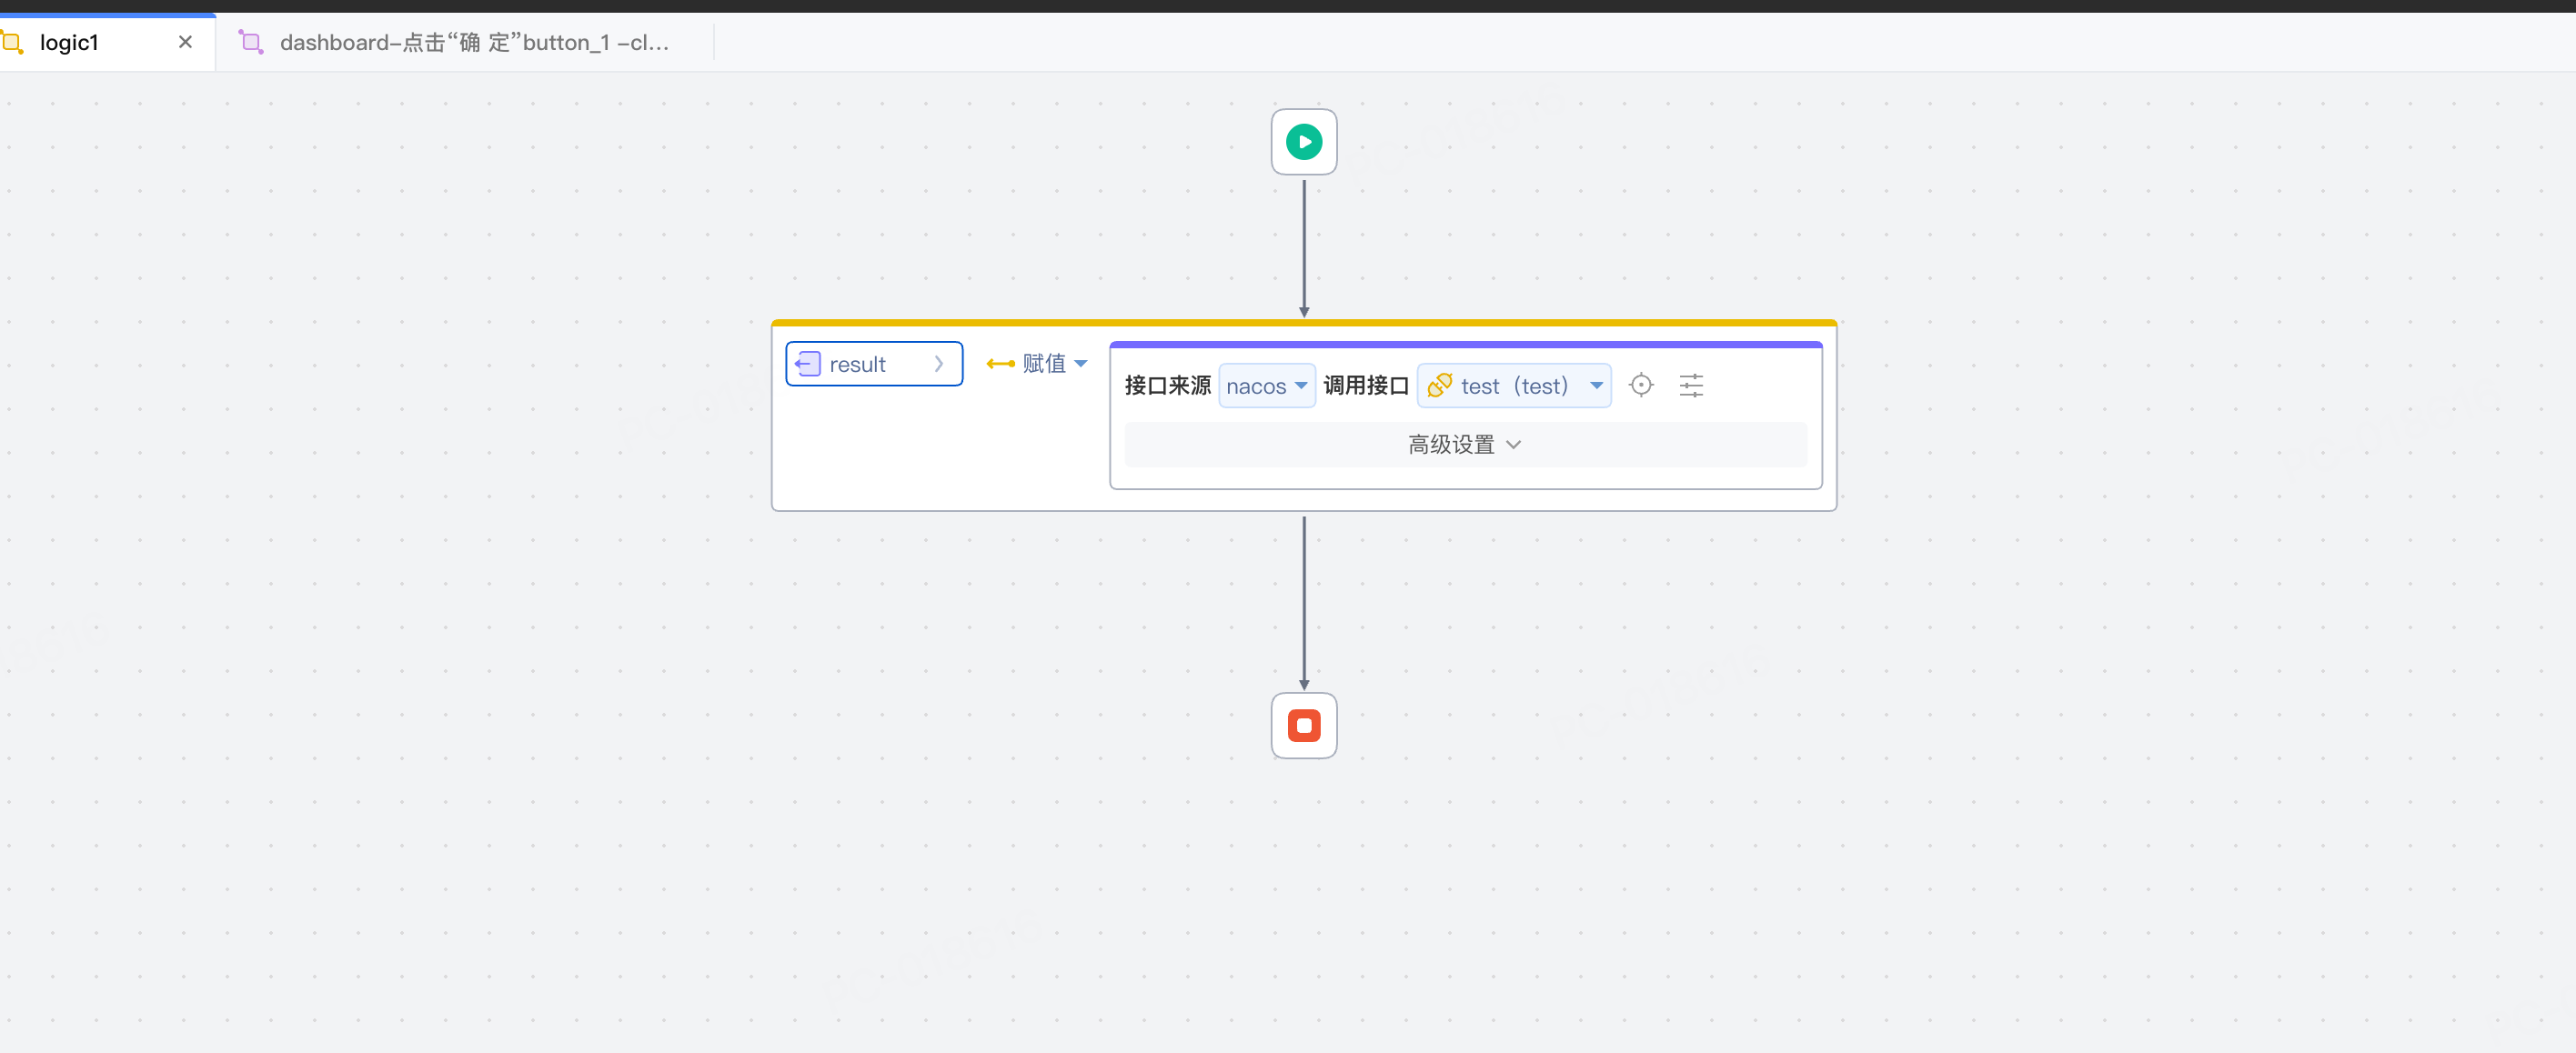 logic1
dashboard-点击“确 定”button_1 -cl...
result
赋值
接口来源 nacos 调用接口 test（test）
高级设置